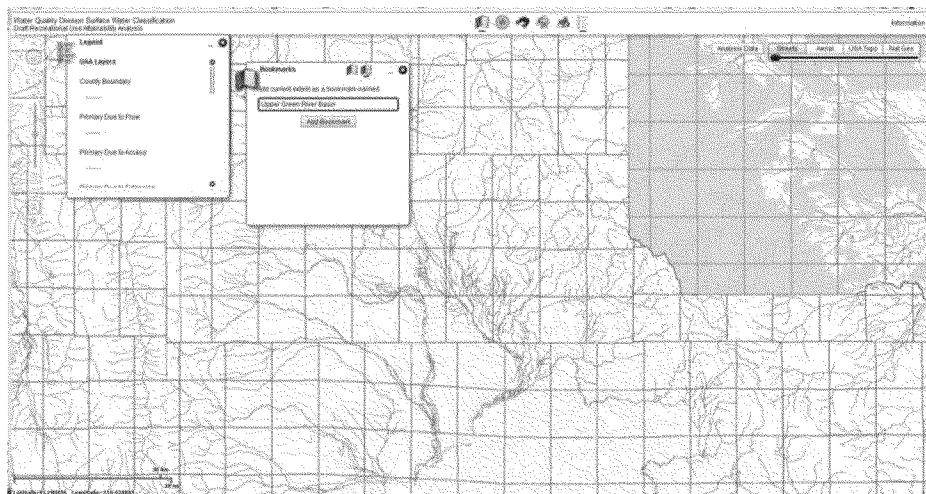 Water Quality Division Surface Water Classification
Draft Recreational Use Attainability Analysis
Information
Legend
UAA Layers
County Boundary
Primary Due to Flow
Primary Due to Access
Bookmarks
current extent as a bookmark named
Upper Green River Basin
Add Bookmark
Analysis Data
Streets
Aerial
USA Topo
Nat Geo